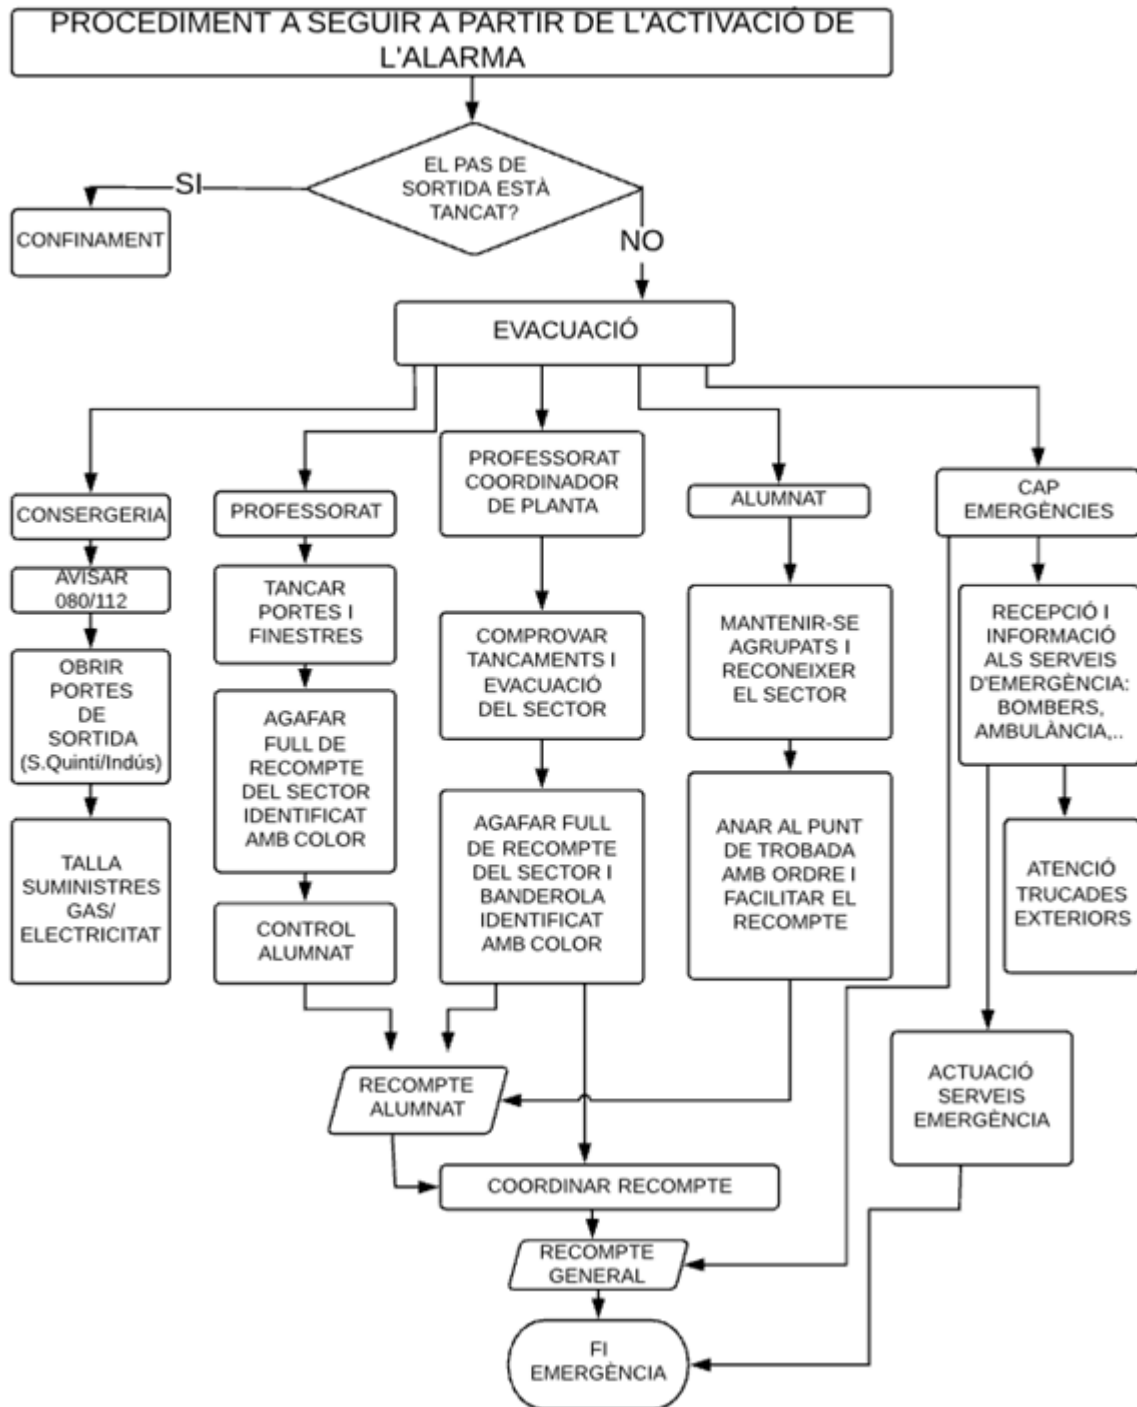 PROCEDIMENT A SEGUIR A PARTIR DE L'ACTIVACIÓ DE
L'ALARMA
EL PAS DE
SORTIDA ESTÀ
TANCAT?
SI
CONFINAMENT
NO
EVACUACIÓ
CONSERGERIA
AVISAR
080/112
OBRIR
PORTES
DE
SORTIDA
(S.Quintí/Indús)
TALLA
SUMINISTRES
GAS/
ELECTRICITAT
PROFESSORAT
TANCAR
PORTES I
FINESTRES
AGAFAR
FULL DE
RECOMPTE
DEL SECTOR
IDENTIFICAT
AMB COLOR
CONTROL
ALUMNAT
PROFESSORAT
COORDINADOR
DE PLANTA
COMPROVAR
TANCAMENTS I
EVACUACIÓ
DEL SECTOR
AGAFAR FULL
DE RECOMPTE
DEL SECTOR I
BANDEROLA
IDENTIFICAT
AMB COLOR
ALUMNAT
MANTENIR-SE
AGRUPATS I
RECONEIXER
EL SECTOR
ANAR AL PUNT
DE TROBADA
AMB ORDRE I
FACILITAR EL
RECOMPTE
CAP
EMERGÈNCIES
RECEPCIÓ I
INFORMACIÓ
ALS SERVEIS
D'EMERGÈNCIA:
BOMBERS,
AMBULÀNCIA,..
ATENCIÓ
TRUCADES
EXTERIORS
ACTUACIÓ
SERVEIS
EMERGÈNCIA
RECOMPTE
ALUMNAT
COORDINAR RECOMPTE
RECOMPTE
GENERAL
FI
EMERGÈNCIA